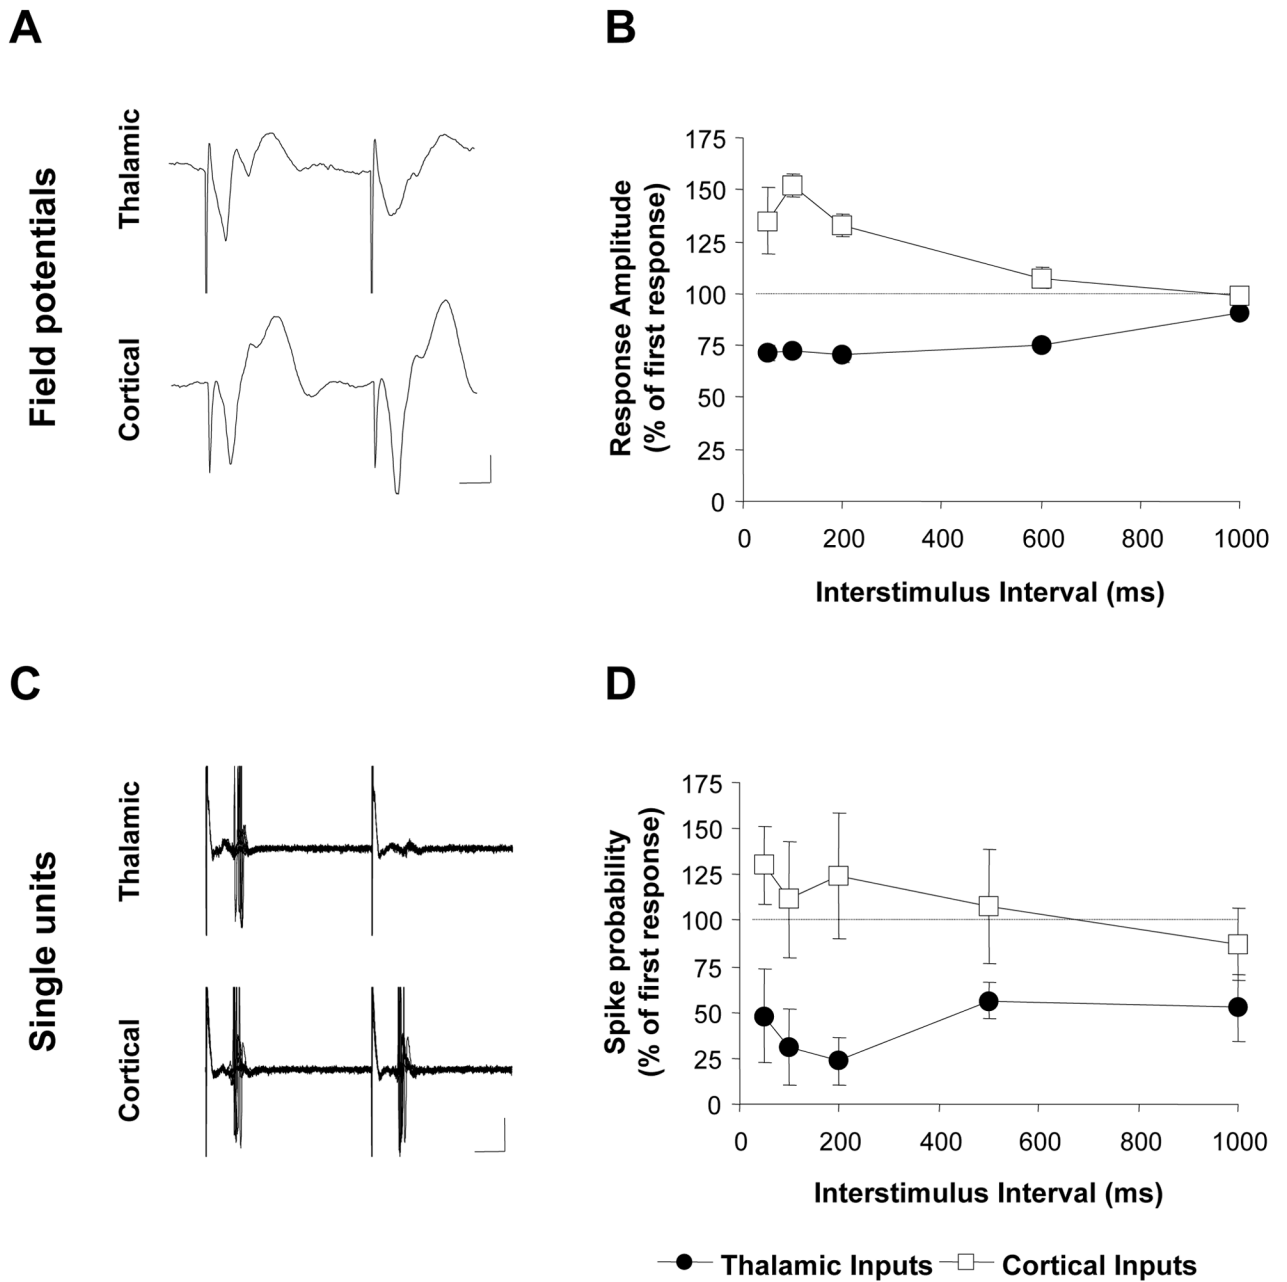 A
Field potentials
Thalamic
Cortical
B
Response Amplitude
(% of first response)
175
150
125
100
75
50
25
0
0 200 400 600 800 1000
Interstimulus Interval (ms)
C
Single units
Thalamic
Cortical
D
Spike probability
(% of first response)
175
150
125
100
75
50
25
0
0 200 400 600 800 1000
Interstimulus Interval (ms)
Thalamic Inputs Cortical Inputs